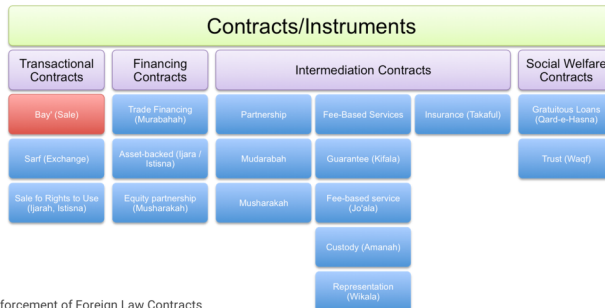 Contracts/Instruments
Transactional
Contracts
Financing
Contracts
Intermediation Contracts
Social Welfare
Contracts
Bay' (Sale)
Trade Financing
(Murabahah)
Partnership
Fee-Based Services
Insurance (Takaful)
Gratuitous Loans
(Qard-e-Hasna)
Sarf (Exchange)
Asset-backed (Ijara /
Istisna)
Mudarabah
Guarantee (Kifala)
Trust (Waqf)
Sale fo Rights to Use
(Ijarah, Istisna)
Equity partnership
(Musharakah)
Musharakah
Fee-based service
(Jo'ala)
Custody (Amanah)
Representation
(Wikala)
forcement of Foreign Law Contracts